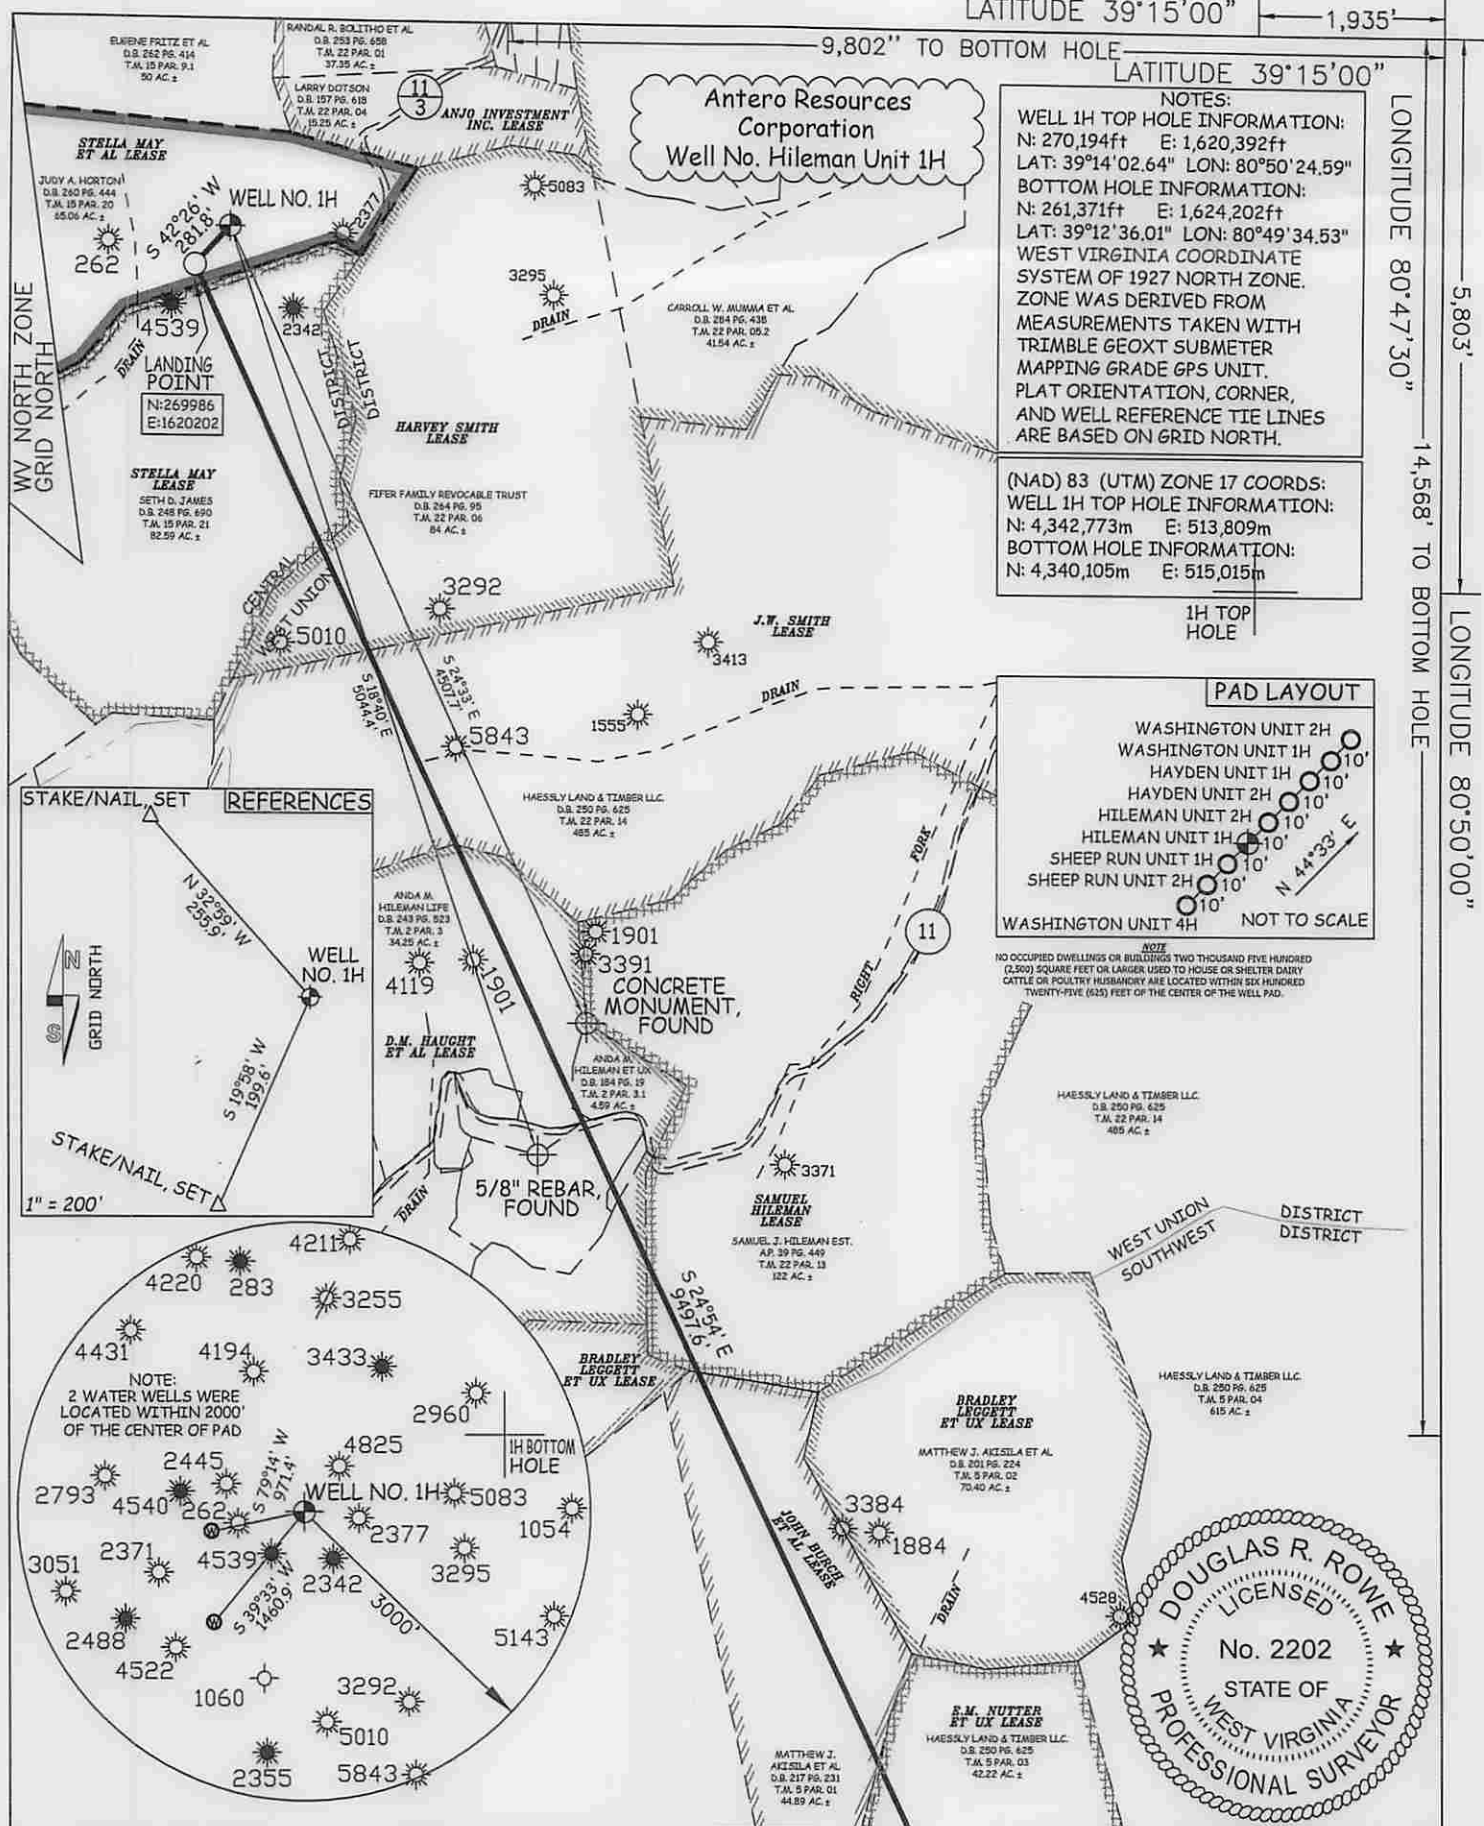 LATITUDE 39°15'00"
1,935'
9,802" TO BOTTOM HOLE
LATITUDE 39°15'00"
EUGENE FRITZ ET AL
D.B. 262 PG. 414
T.M. 15 PAR. 9.1
50 AC. ±
RANDAL R. BOLITHO ET AL
D.B. 253 PG. 658
T.M. 22 PAR. 01
37.35 AC. ±
LARRY DOTSON
D.B. 157 PG. 618
T.M. 22 PAR. 04
15.25 AC. ±
11
3
ANJO INVESTMENT
INC. LEASE
Antero Resources
Corporation
Well No. Hileman Unit 1H
NOTES:
WELL 1H TOP HOLE INFORMATION:
N: 270,194ft E: 1,620,392ft
LAT: 39°14'02.64" LON: 80°50'24.59"
BOTTOM HOLE INFORMATION:
N: 261,371ft E: 1,624,202ft
LAT: 39°12'36.01" LON: 80°49'34.53"
WEST VIRGINIA COORDINATE
SYSTEM OF 1927 NORTH ZONE.
ZONE WAS DERIVED FROM
MEASUREMENTS TAKEN WITH
TRIMBLE GEOXT SUBMETER
MAPPING GRADE GPS UNIT.
PLAT ORIENTATION, CORNER,
AND WELL REFERENCE TIE LINES
ARE BASED ON GRID NORTH.
(NAD) 83 (UTM) ZONE 17 COORDS:
WELL 1H TOP HOLE INFORMATION:
N: 4,342,773m E: 513,809m
BOTTOM HOLE INFORMATION:
N: 4,340,105m E: 515,015m
1H TOP
HOLE
LONGITUDE 80°47'30"
14,568' TO BOTTOM HOLE
5,803'
LONGITUDE 80°50'00"
STELLA MAY
ET AL LEASE
JUDY A. HORTON
D.B. 260 PG. 444
T.M. 15 PAR. 20
65.06 AC. ±
262
S 42°26' W
281.8'
WELL NO. 1H
2377
5083
3295
DRAIN
CARROLL W. MUMMA ET AL
D.B. 284 PG. 438
T.M. 22 PAR. 05.2
41.54 AC. ±
WV NORTH ZONE
GRID NORTH
4539
2342
DRAIN
LANDING
POINT
N:269986
E:1620202
DISTRICT
DISTRICT
HARVEY SMITH
LEASE
STELLA MAY
LEASE
SETH D. JAMES
D.B. 248 PG. 690
T.M. 15 PAR. 21
82.59 AC. ±
FIFER FAMILY REVOCABLE TRUST
D.B. 264 PG. 95
T.M. 22 PAR. 06
84 AC. ±
CENTRAL
WEST UNION
3292
5010
J.W. SMITH
LEASE
3413
S 18°40' E
5044.4'
S 24°33' E
4507.7'
DRAIN
1555
5843
HAESSLY LAND & TIMBER LLC.
D.B. 250 PG. 625
T.M. 22 PAR. 14
485 AC. ±
PAD LAYOUT
WASHINGTON UNIT 2H
WASHINGTON UNIT 1H
10'
HAYDEN UNIT 1H
10'
HAYDEN UNIT 2H
10'
HILEMAN UNIT 2H
10'
HILEMAN UNIT 1H
10'
SHEEP RUN UNIT 1H
10'
SHEEP RUN UNIT 2H
10'
WASHINGTON UNIT 4H
10'
N 44°33' E
NOT TO SCALE
NOTE
NO OCCUPIED DWELLINGS OR BUILDINGS TWO THOUSAND FIVE HUNDRED
(2,500) SQUARE FEET OR LARGER USED TO HOUSE OR SHELTER DAIRY
CATTLE OR POULTRY HUSBANDRY ARE LOCATED WITHIN SIX HUNDRED
TWENTY-FIVE (625) FEET OF THE CENTER OF THE WELL PAD.
STAKE/NAIL, SET
REFERENCES
N 32°59' W
255.9'
WELL
NO. 1H
N
S
GRID NORTH
S 19°58' W
199.6'
STAKE/NAIL, SET
1" = 200'
ANDA M.
HILEMAN LIFE
D.B. 243 PG. 523
T.M. 2 PAR. 3
34.25 AC. ±
4119
1901
1901
3391
CONCRETE
MONUMENT,
FOUND
FORK
RIGHT
11
D.M. HAUGHT
ET AL LEASE
ANDA M.
HILEMAN ET UX
D.B. 184 PG. 19
T.M. 2 PAR. 3.1
4.59 AC. ±
HAESSLY LAND & TIMBER LLC.
D.B. 250 PG. 625
T.M. 22 PAR. 14
485 AC. ±
DRAIN
5/8" REBAR,
FOUND
3371
SAMUEL
HILEMAN
LEASE
SAMUEL J. HILEMAN EST.
A.P. 39 PG. 449
T.M. 22 PAR. 13
122 AC. ±
WEST UNION
SOUTHWEST
DISTRICT
DISTRICT
S 24°54' E
9497.6'
BRADLEY
LEGGETT
ET UX LEASE
BRADLEY
LEGGETT
ET UX LEASE
MATTHEW J. AKISILA ET AL
D.B. 201 PG. 224
T.M. 5 PAR. 02
70.40 AC. ±
HAESSLY LAND & TIMBER LLC.
D.B. 250 PG. 625
T.M. 5 PAR. 04
615 AC. ±
4211
4220
283
3255
4431
4194
3433
NOTE:
2 WATER WELLS WERE
LOCATED WITHIN 2000'
OF THE CENTER OF PAD
2960
1H BOTTOM
HOLE
2445
S 79°14' W
971.4'
4825
2793
4540
262
W
WELL NO. 1H
5083
2377
1054
3051
2371
4539
2342
3295
W
S 39°33' W
1460.9'
3000'
2488
4522
5143
1060
3292
5010
2355
5843
JOHN BURCH
ET AL LEASE
3384
1884
DRAIN
4528
E.M. NUTTER
ET UX LEASE
HAESSLY LAND & TIMBER LLC.
D.B. 250 PG. 625
T.M. 5 PAR. 03
42.22 AC. ±
MATTHEW J.
AKISILA ET AL
D.B. 217 PG. 231
T.M. 5 PAR. 01
44.89 AC. ±
DOUGLAS R. ROWE
LICENSED
No. 2202
STATE OF
WEST VIRGINIA
PROFESSIONAL SURVEYOR